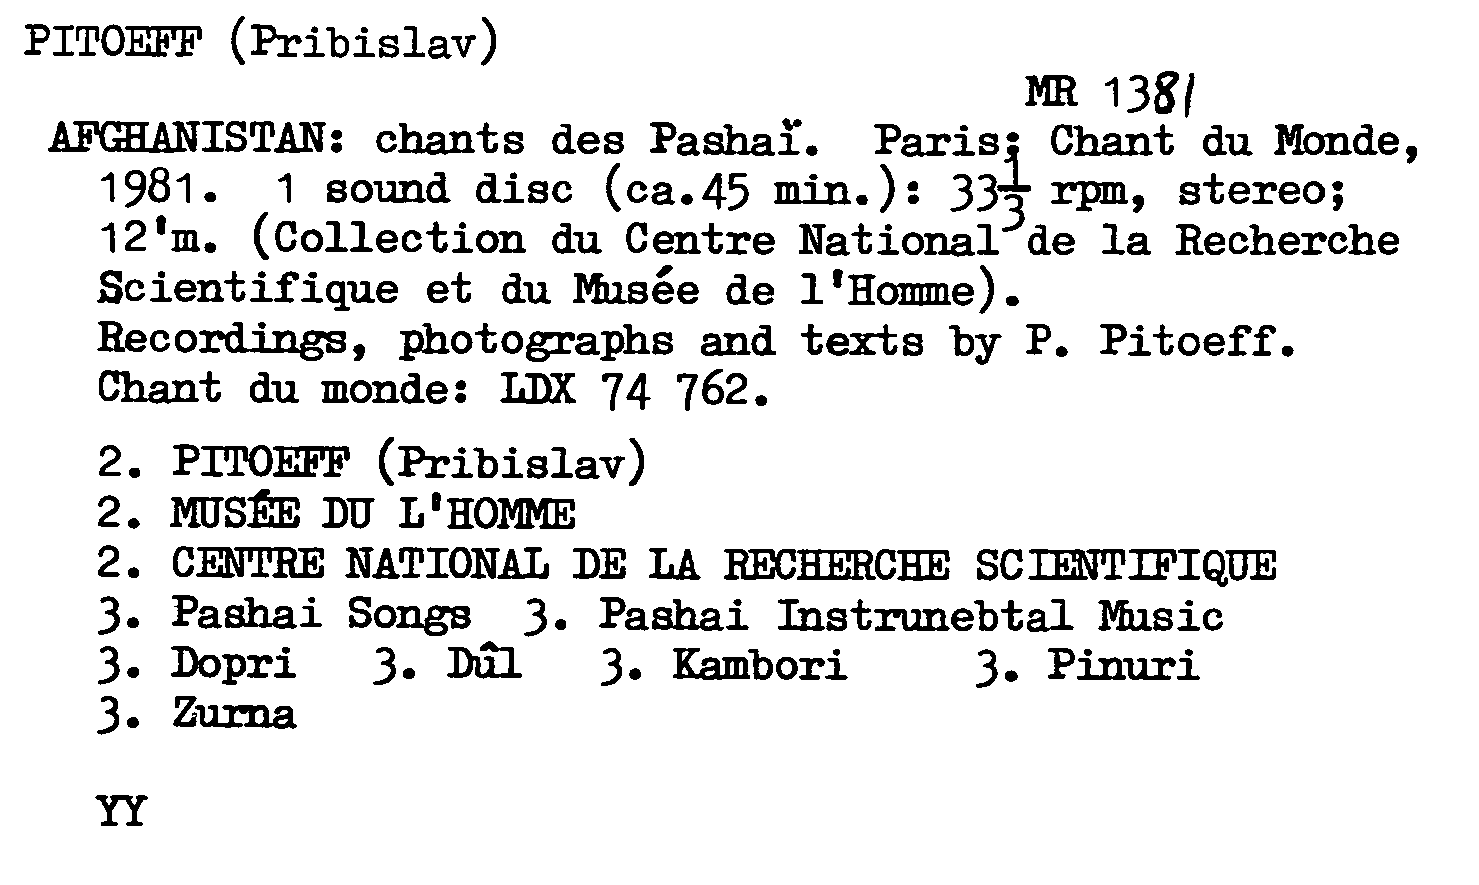 PITOEFF (Pribislav)
MR 1381
AFGHANISTAN: chants des Pashaï. Paris; Chant du Monde,
1981. 1 sound disc (ca.45 min.): 33⅓ rpm, stereo;
12'm. (Collection du Centre National de la Recherche
Scientifique et du Musée de l'Homme).
Recordings, photographs and texts by P. Pitoeff.
Chant du monde: LDX 74 762.
2. PITOEFF (Pribislav)
2. MUSÉE DU L'HOMME
2. CENTRE NATIONAL DE LA RECHERCHE SCIENTIFIQUE
3. Pashai Songs 3. Pashai Instrunebtal Music
3. Dopri 3. Dûl 3. Kambori 3. Pinuri
3. Zurna
YY